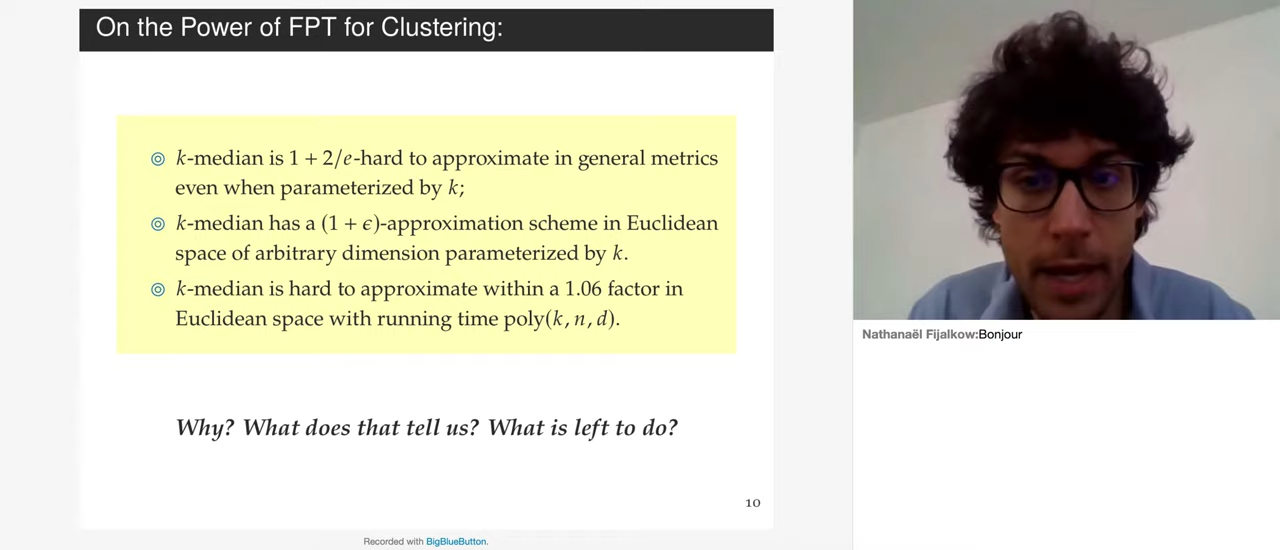 On the Power of FPT for Clustering:
◎ k-median is 1 + 2/e-hard to approximate in general metrics
even when parameterized by k;
◎ k-median has a (1 + ϵ)-approximation scheme in Euclidean
space of arbitrary dimension parameterized by k.
◎ k-median is hard to approximate within a 1.06 factor in
Euclidean space with running time poly(k, n, d).
Why? What does that tell us? What is left to do?
10
Recorded with BigBlueButton.
Nathanaël Fijalkow:Bonjour